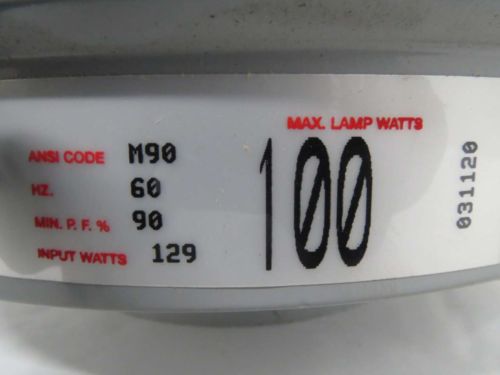 MAX. LAMP WATTS
100
ANSI CODE M90
HZ. 60
MIN. P. F. % 90
INPUT WATTS 129
031120